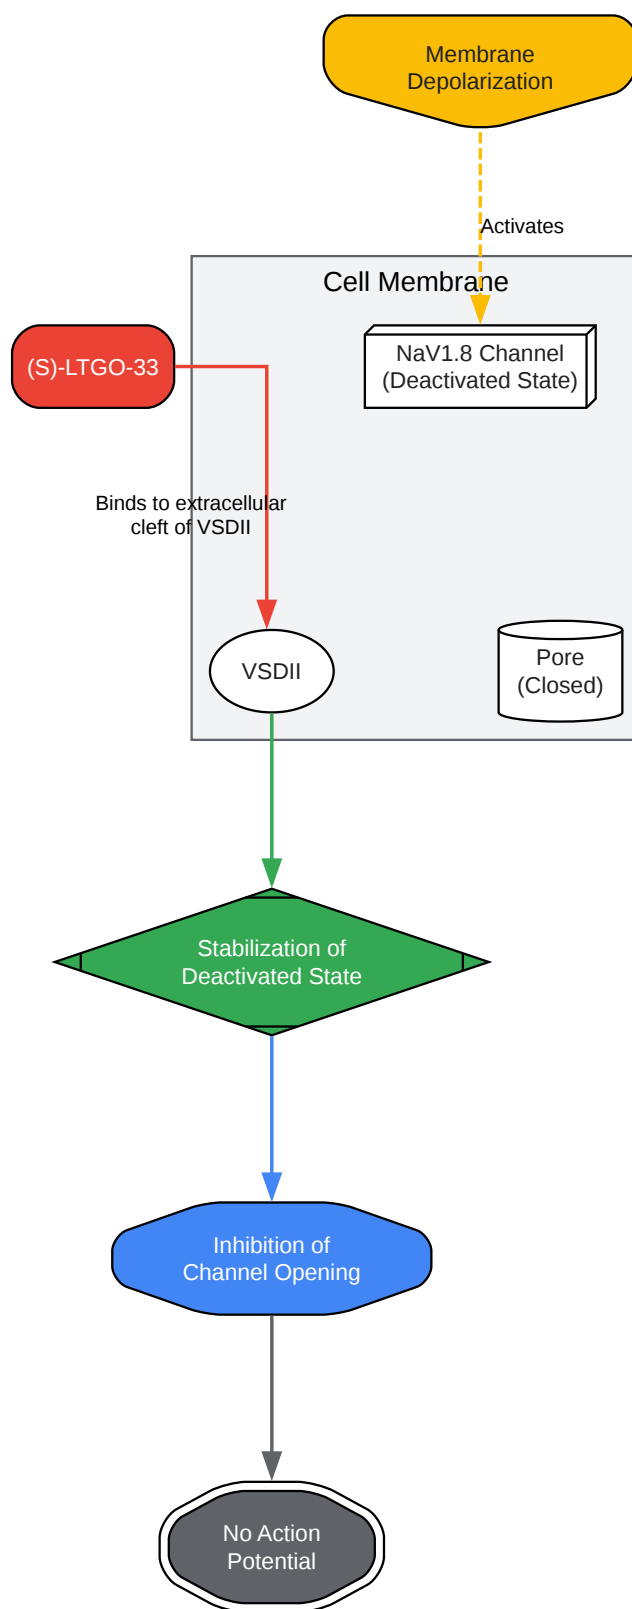 Membrane
Depolarization
Activates
Cell Membrane
(S)-LTGO-33
NaV1.8 Channel
(Deactivated State)
Binds to extracellular
cleft of VSDII
VSDII
Pore
(Closed)
Stabilization of
Deactivated State
Inhibition of
Channel Opening
No Action
Potential